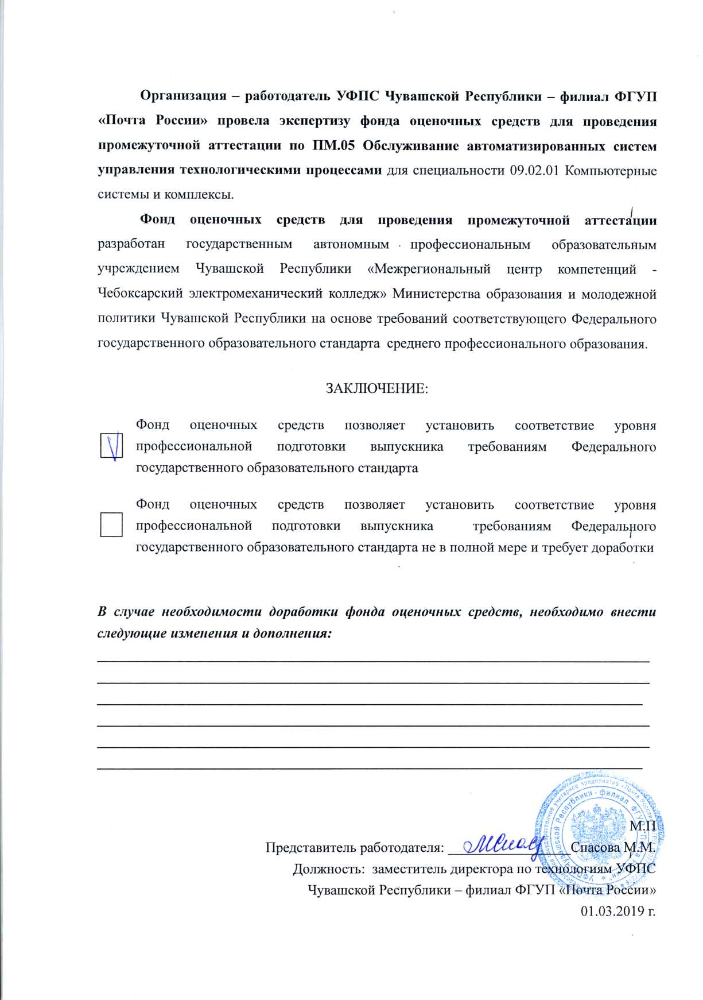 Организация – работодатель УФПС Чувашской Республики – филиал ФГУП
«Почта России» провела экспертизу фонда оценочных средств для проведения
промежуточной аттестации по ПМ.05 Обслуживание автоматизированных систем
управления технологическими процессами для специальности 09.02.01 Компьютерные
системы и комплексы.
Фонд оценочных средств для проведения промежуточной аттестации
разработан государственным автономным профессиональным образовательным
учреждением Чувашской Республики «Межрегиональный центр компетенций -
Чебоксарский электромеханический колледж» Министерства образования и молодежной
политики Чувашской Республики на основе требований соответствующего Федерального
государственного образовательного стандарта среднего профессионального образования.
ЗАКЛЮЧЕНИЕ:
Фонд оценочных средств позволяет установить соответствие уровня
профессиональной подготовки выпускника требованиям Федерального
государственного образовательного стандарта
Фонд оценочных средств позволяет установить соответствие уровня
профессиональной подготовки выпускника требованиям Федерального
государственного образовательного стандарта не в полной мере и требует доработки
В случае необходимости доработки фонда оценочных средств, необходимо внести
следующие изменения и дополнения:
М.П
Представитель работодателя: Спасова М.М.
Должность: заместитель директора по технологиям УФПС
Чувашской Республики – филиал ФГУП «Почта России»
01.03.2019 г.